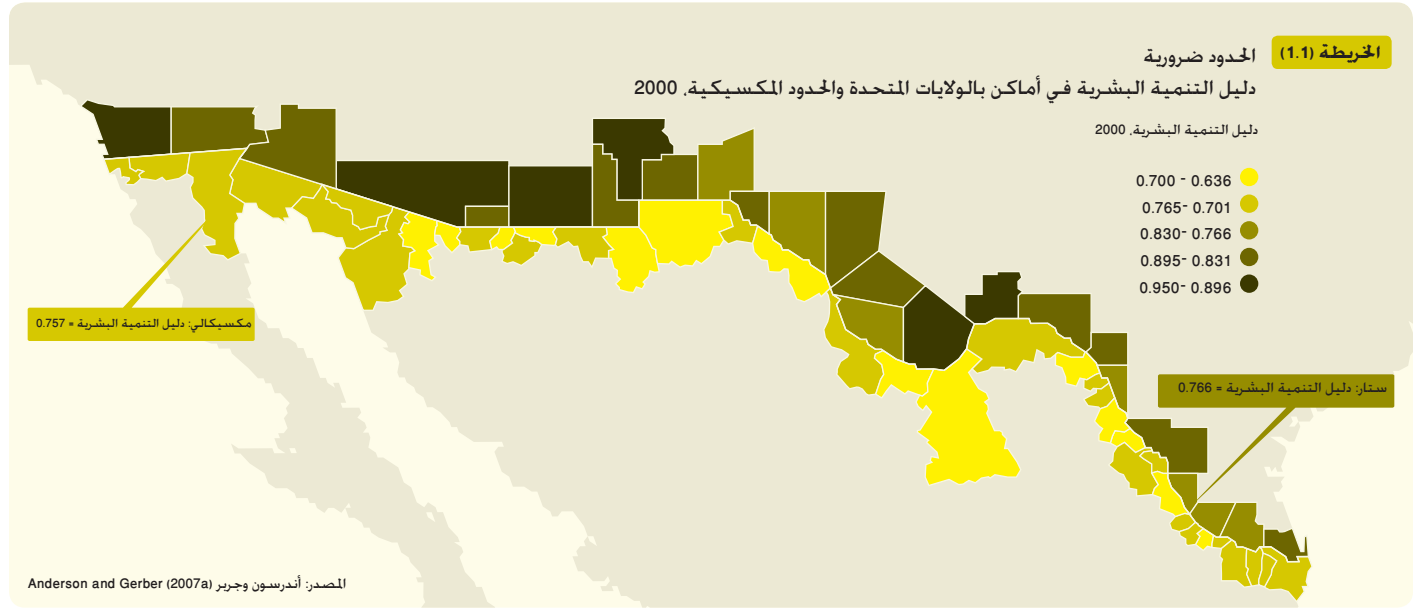 الخريطة (1.1)
الحدود ضرورية
دليل التنمية البشرية في أماكن بالولايات المتحدة والحدود المكسيكية، 2000
دليل التنمية البشرية، 2000
0.700 - 0.636
0.765- 0.701
0.830- 0.766
0.895- 0.831
0.950- 0.896
مكسيكالي: دليل التنمية البشرية = 0.757
ستار: دليل التنمية البشرية = 0.766
المصدر: أندرسون وجربر Anderson and Gerber (2007a)